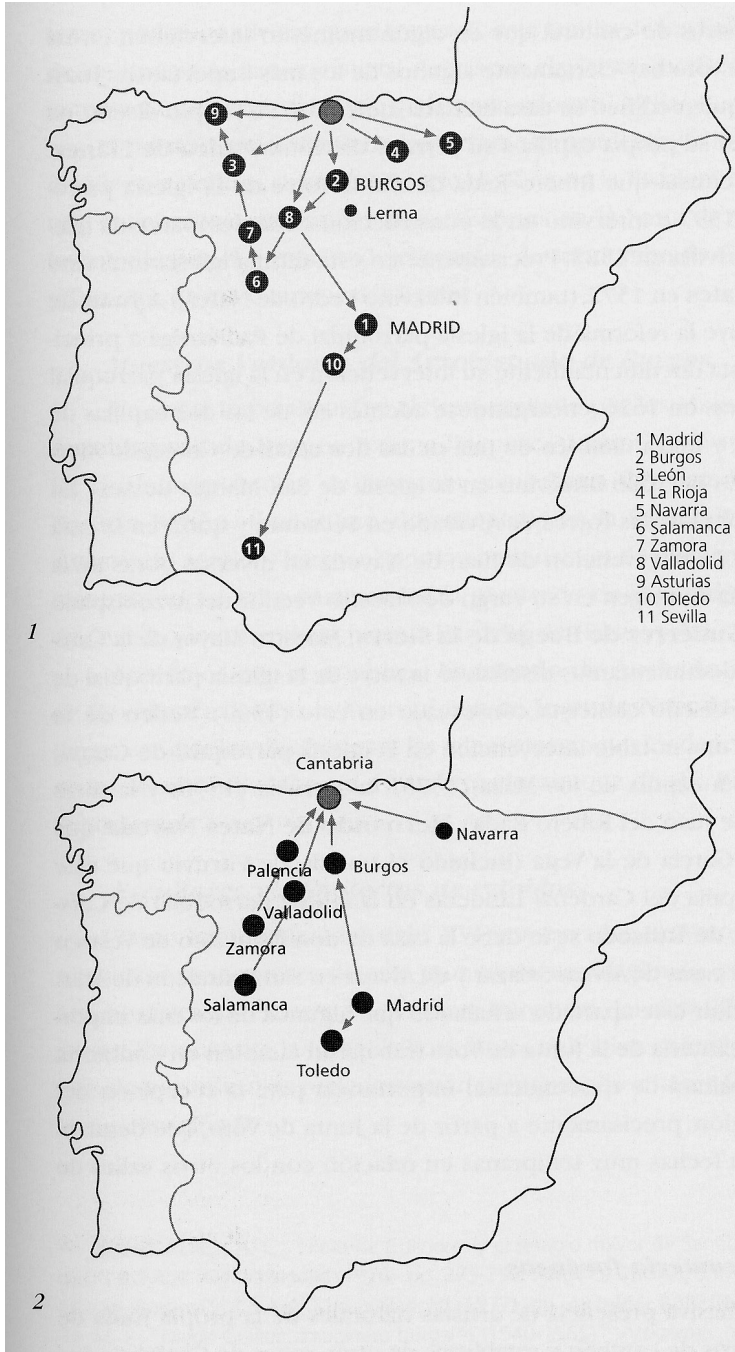 9
4
5
3
2
BURGOS
8
Lerma
7
6
1
MADRID
10
11
1 Madrid
2 Burgos
3 León
4 La Rioja
5 Navarra
6 Salamanca
7 Zamora
8 Valladolid
9 Asturias
10 Toledo
11 Sevilla
1
Cantabria
Navarra
Palencia
Burgos
Valladolid
Zamora
Salamanca
Madrid
Toledo
2